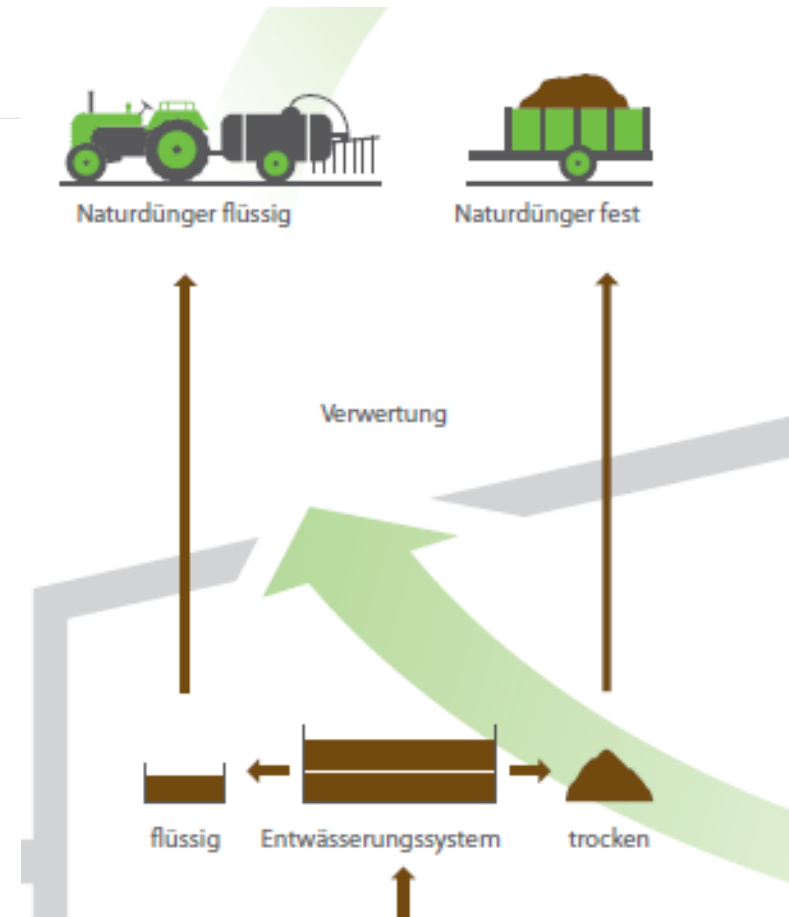 Naturdünger flüssig
Naturdünger fest
Verwertung
flüssig
Entwässerungssystem
trocken